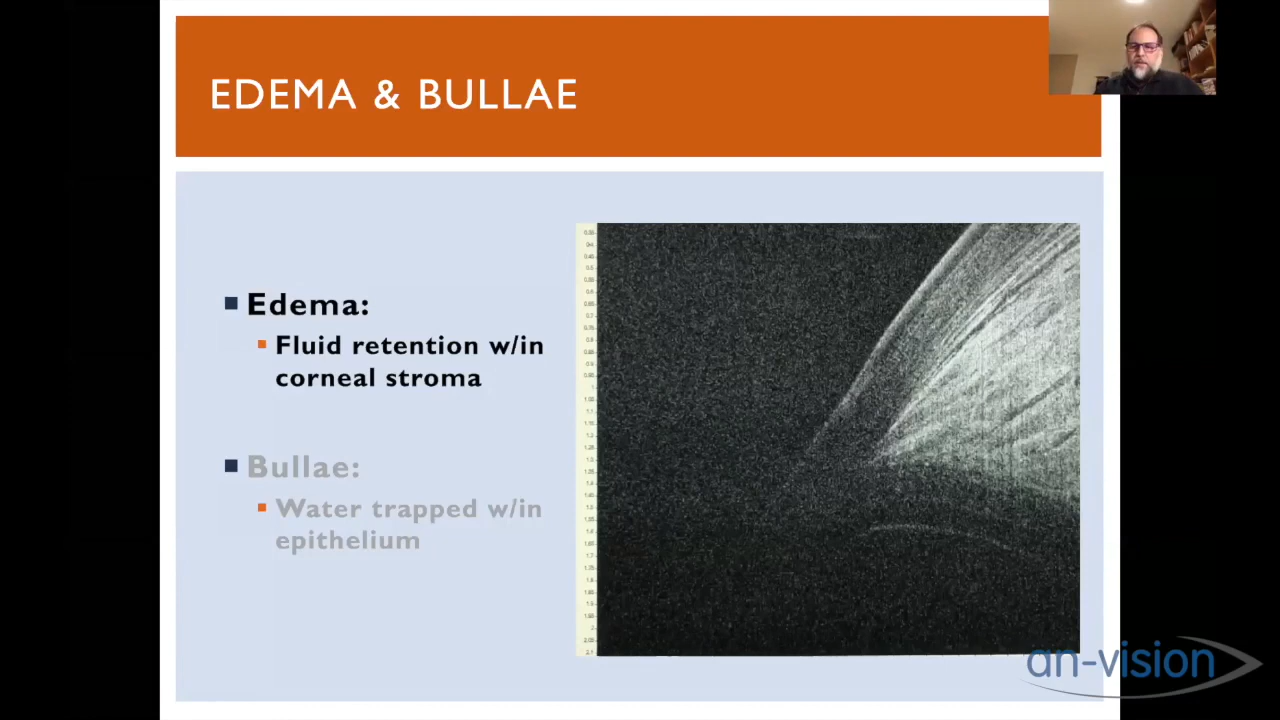 EDEMA & BULLAE
Edema:
Fluid retention w/in
corneal stroma
Bullae:
Water trapped w/in
epithelium
an-vision